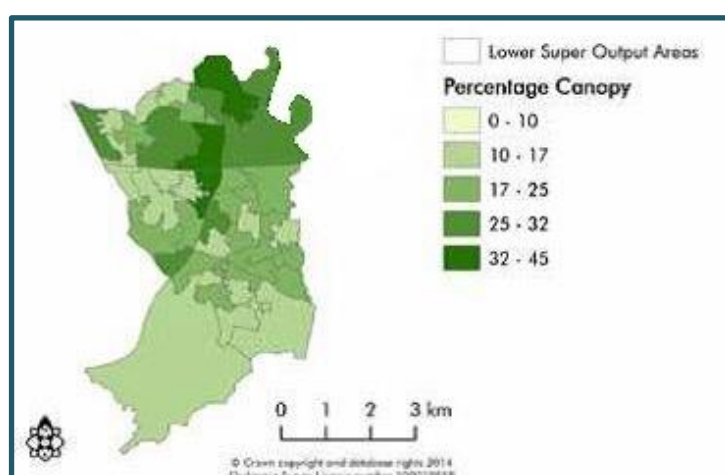 Lower Super Output Areas
Percentage Canopy
0 - 10
10 - 17
17 - 25
25 - 32
32 - 45
0 1 2 3 km
© Crown copyright and database rights 2014